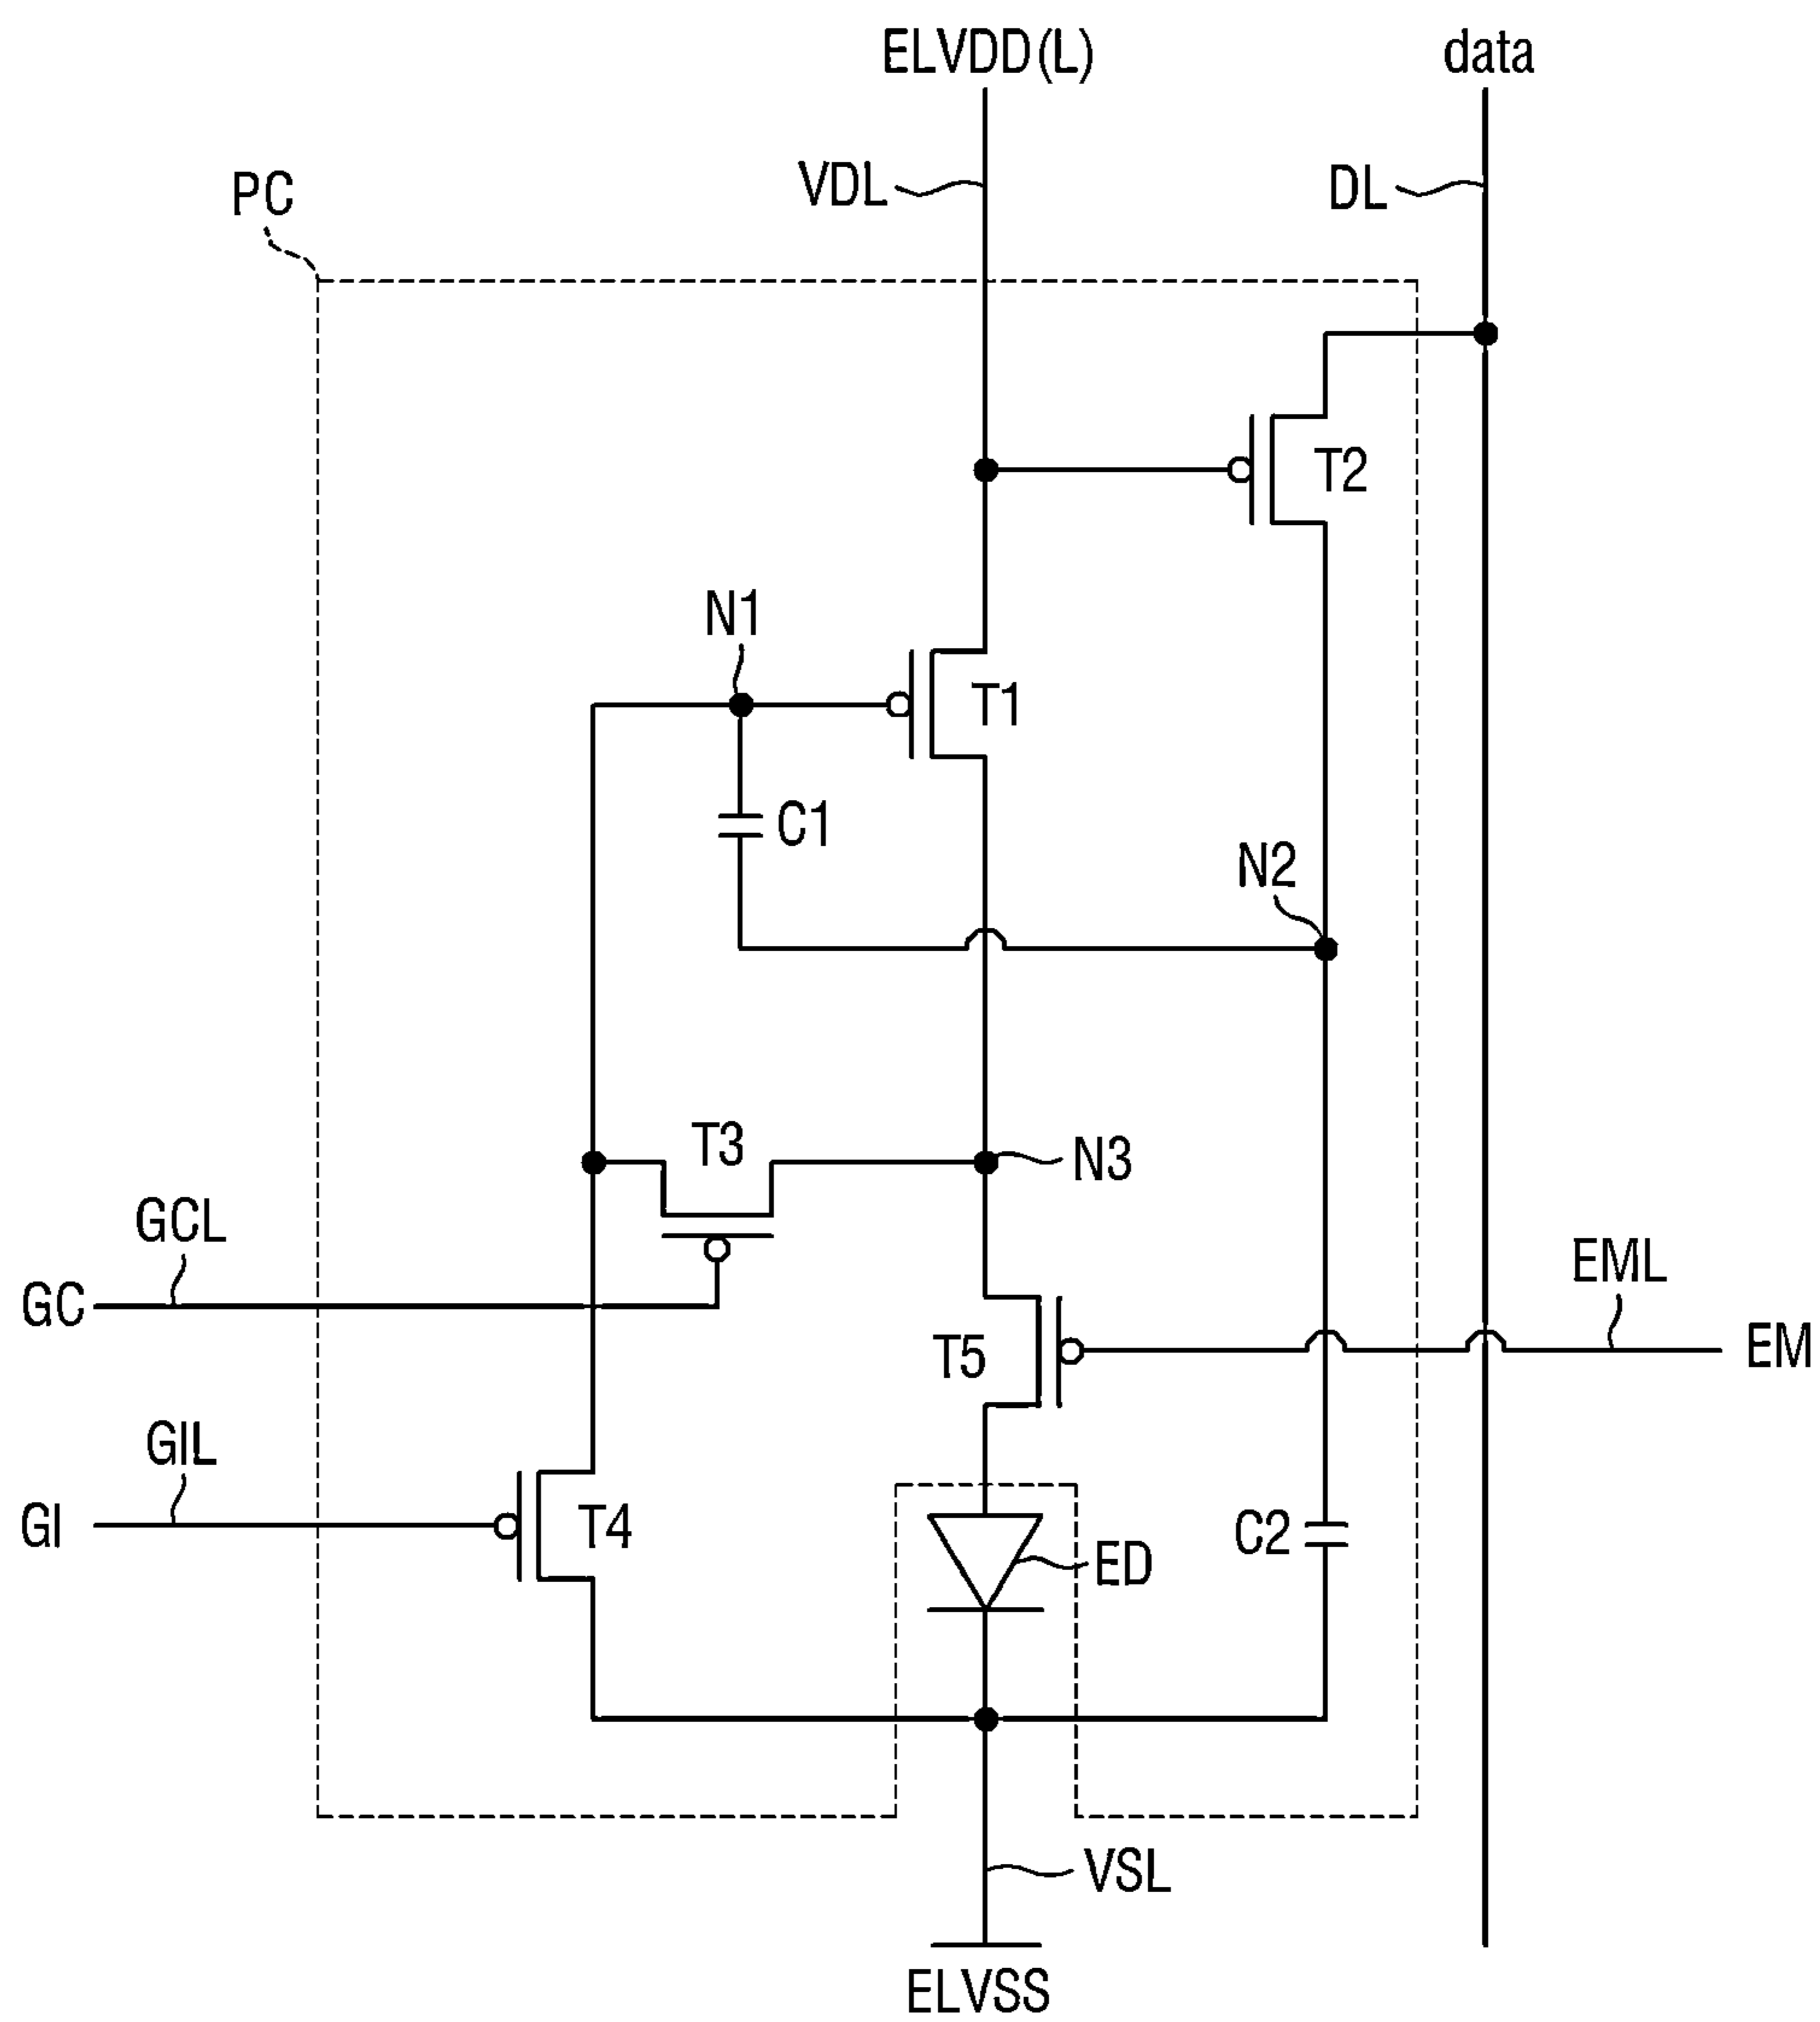 ELVDD(L)
data
VDL
DL
PC
T2
N1
T1
C1
N2
T3
N3
GCL
GC
EML
EM
T5
GIL
GI
T4
C2
ED
VSL
ELVSS